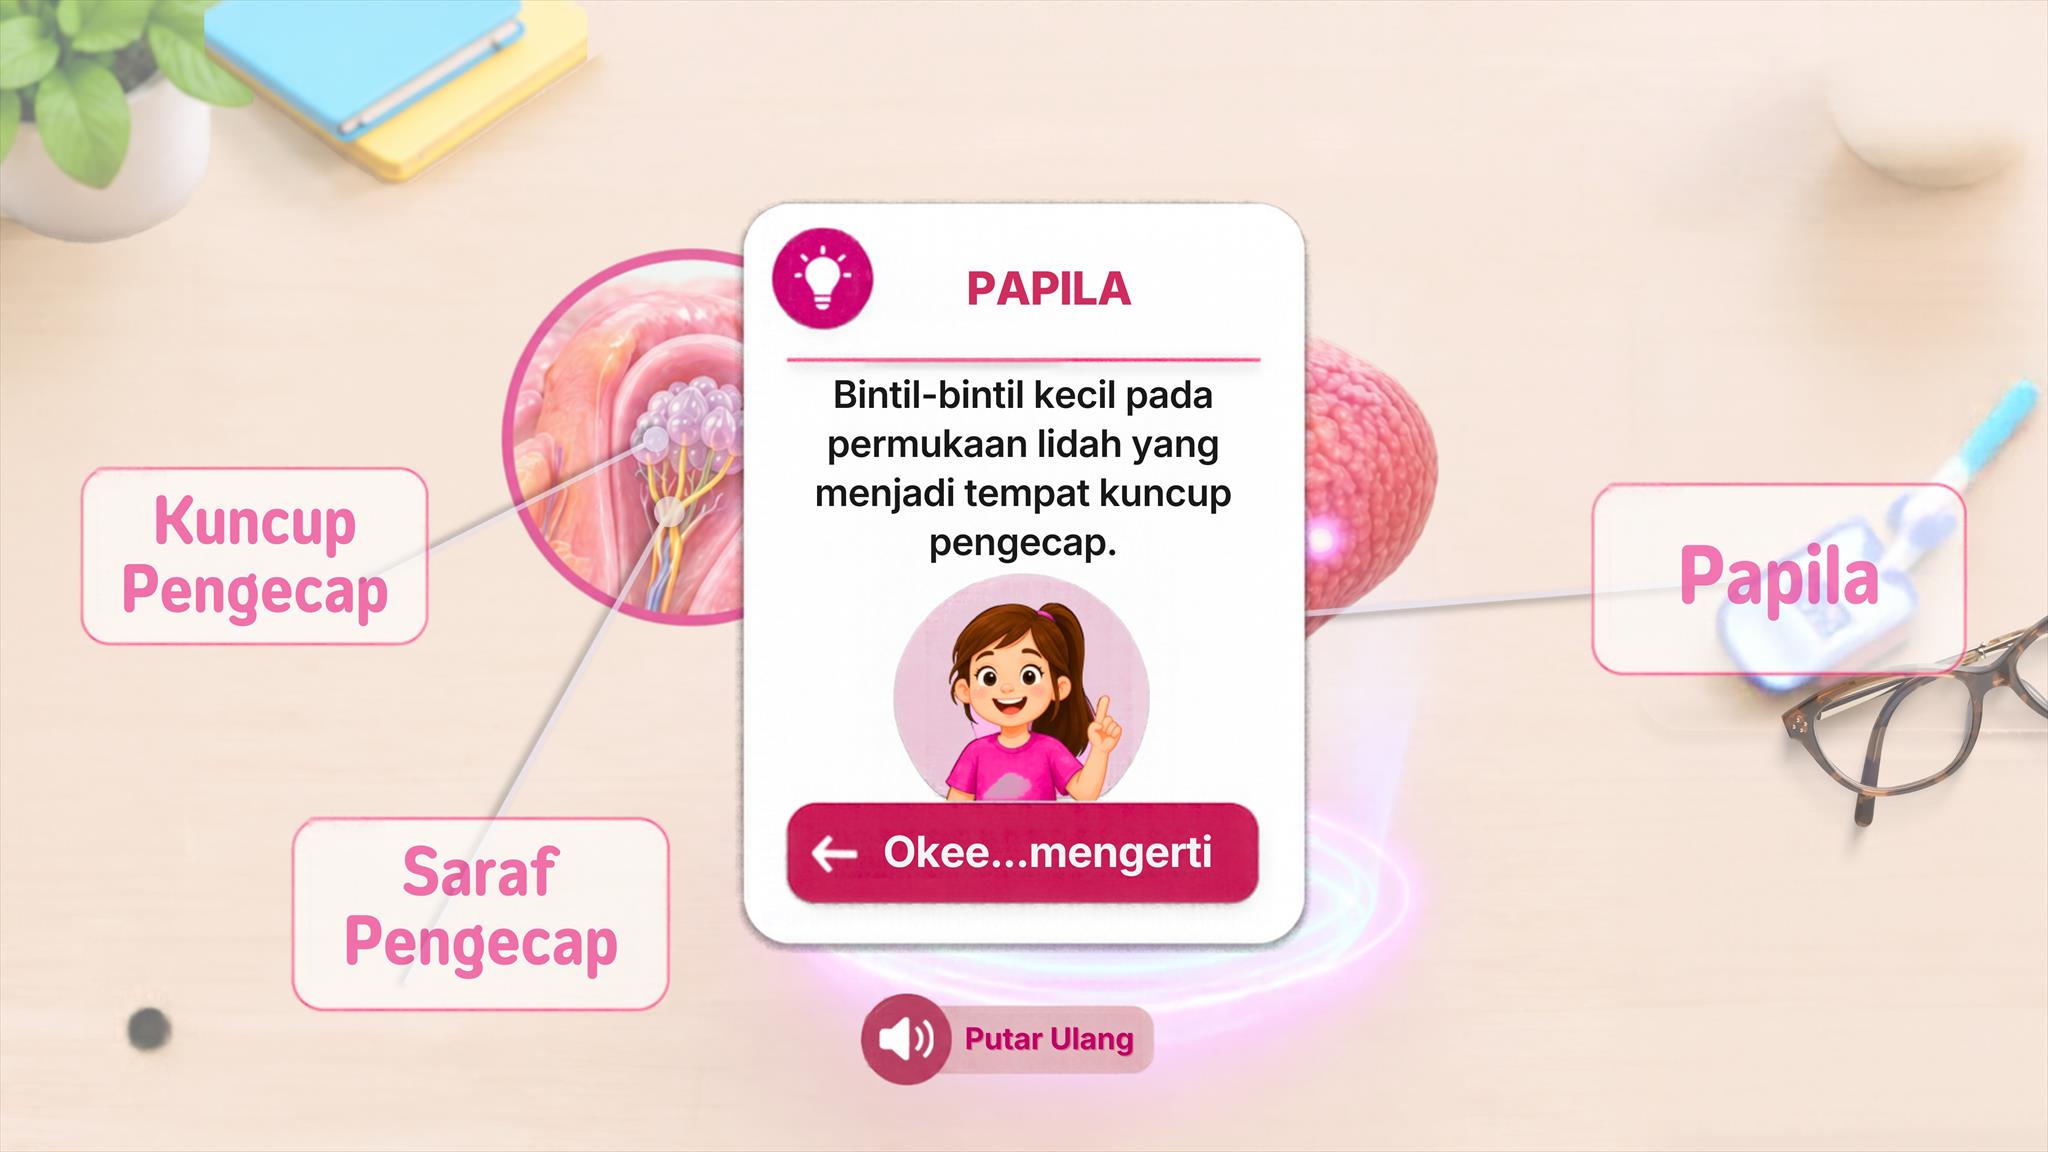 PAPILA
Bintil-bintil kecil pada
permukaan lidah yang
menjadi tempat kuncup
pengecap.
Okee...mengerti
Kuncup
Pengecap
Saraf
Pengecap
Papila
Putar Ulang